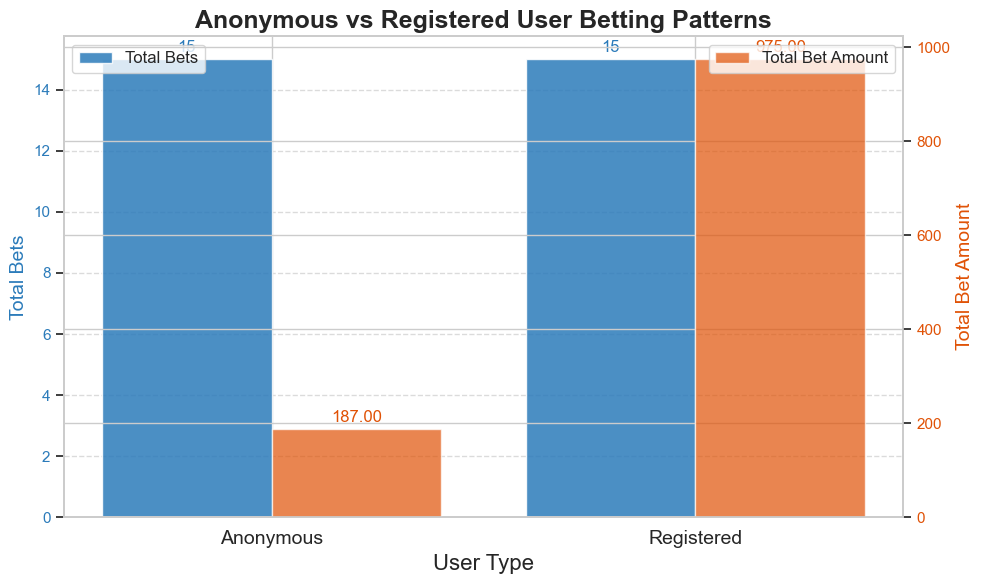 Anonymous vs Registered User Betting Patterns
15
15
975.00
Total Bets
Total Bet Amount
187.00
0
2
4
6
8
10
12
14
0
200
400
600
800
1000
Total Bets
Total Bet Amount
Anonymous
Registered
User Type